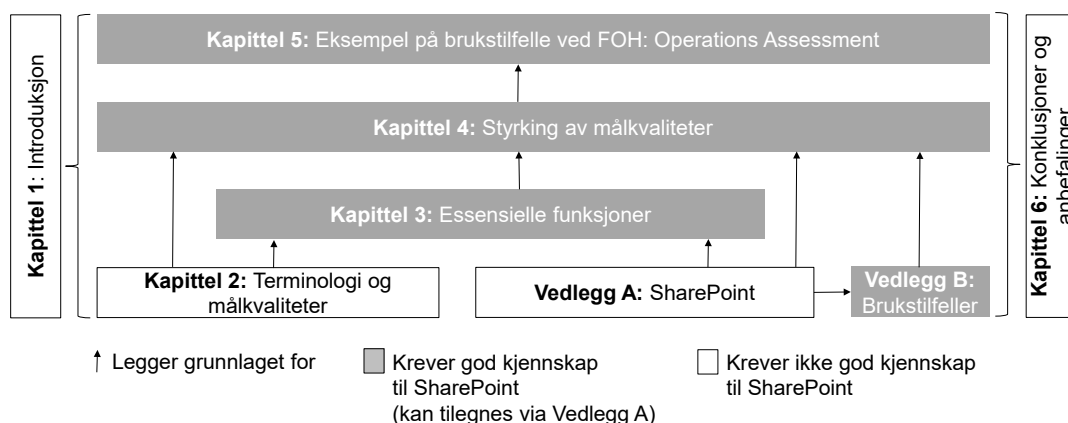 Kapittel 1: Introduksjon
Kapittel 5: Eksempel på brukstilfelle ved FOH: Operations Assessment
Kapittel 4: Styrking av målkvaliteter
Kapittel 3: Essensielle funksjoner
Kapittel 2: Terminologi og
målkvaliteter
Vedlegg A: SharePoint
Vedlegg B:
Brukstilfeller
Kapittel 6: Konklusjoner og
anbefalinger
Legger grunnlaget for
Krever god kjennskap
til SharePoint
(kan tilegnes via Vedlegg A)
Krever ikke god kjennskap
til SharePoint